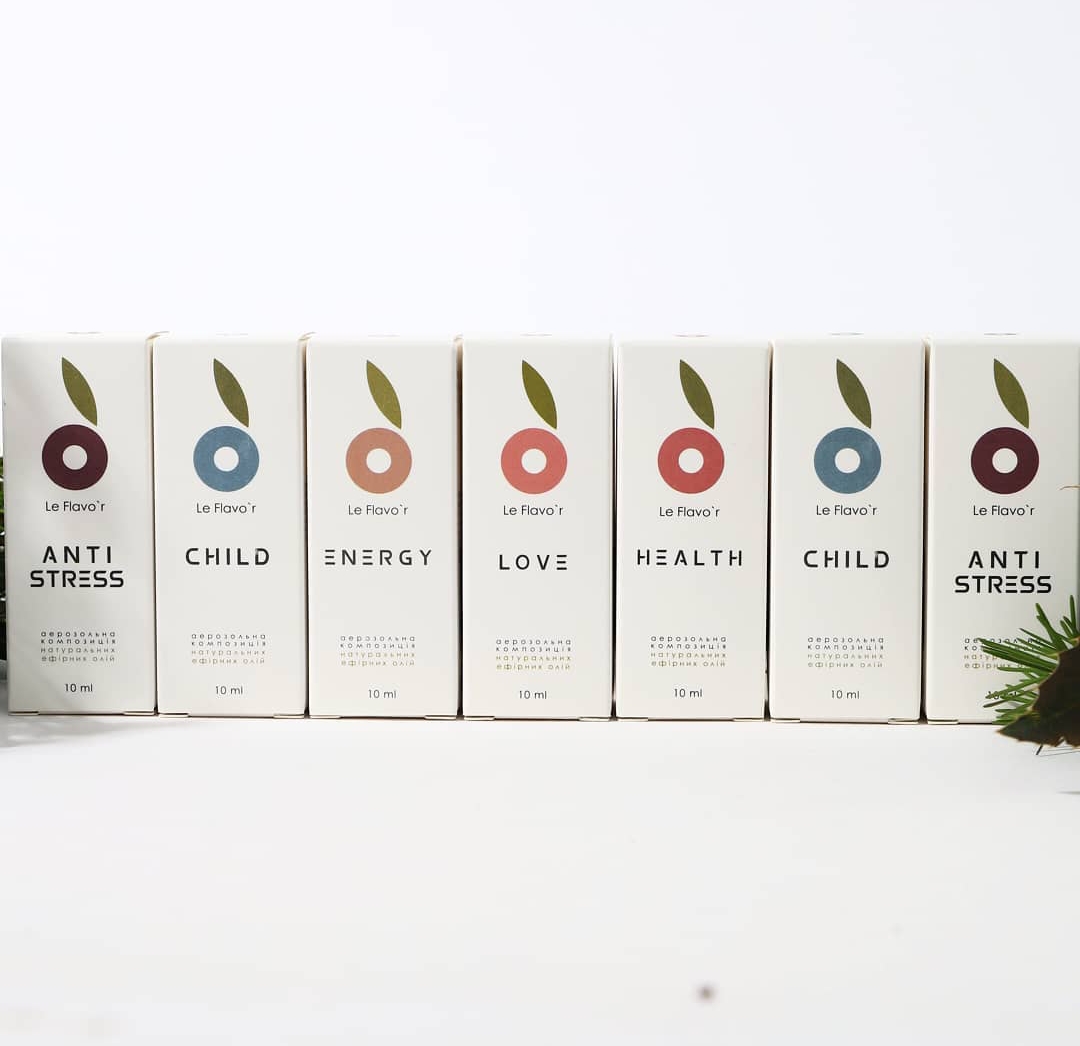 Le Flavo`r
ANTI
STRESS
аерозольна
композиція
натуральних
ефірних олій
10 ml
Le Flavo`r
CHILD
аерозольна
композиція
натуральних
ефірних олій
10 ml
Le Flavo`r
ENERGY
аерозольна
композиція
натуральних
ефірних олій
10 ml
Le Flavo`r
LOVE
аерозольна
композиція
натуральних
ефірних олій
10 ml
Le Flavo`r
HEALTH
аерозольна
композиція
натуральних
ефірних олій
10 ml
Le Flavo`r
CHILD
аерозольна
композиція
натуральних
ефірних олій
10 ml
Le Flavo`r
ANTI
STRESS